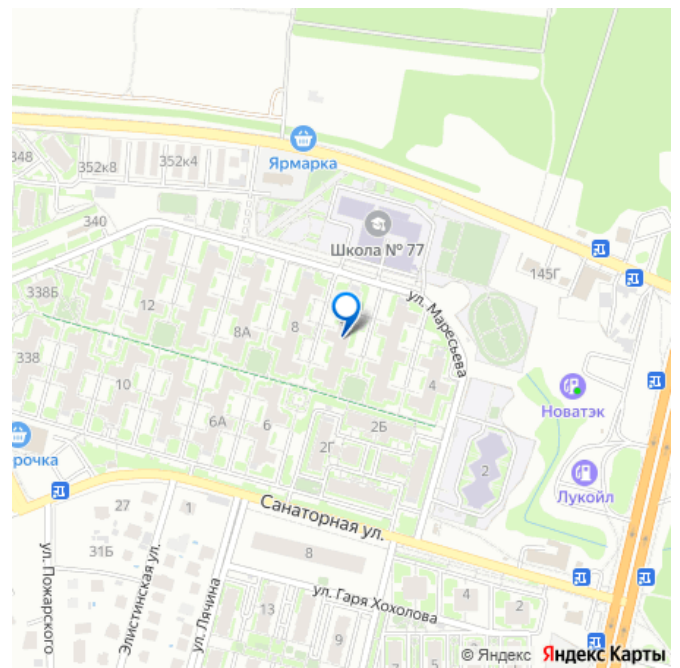 Ярмарка
348
352к8
352к4
340
Школа № 77
145Г
ул. Маресьева
338Б
12
8А
8
338
10
4
Новатэк
6А
6
2Б
2Г
2
рочка
Лукойл
27
1
Санаторная ул.
31Б
8
ул. Пожарского
Элистинская ул.
ул. Лячина
ул. Гаря Хохолова
13
9
4
2
© Яндекс Яндекс Карты